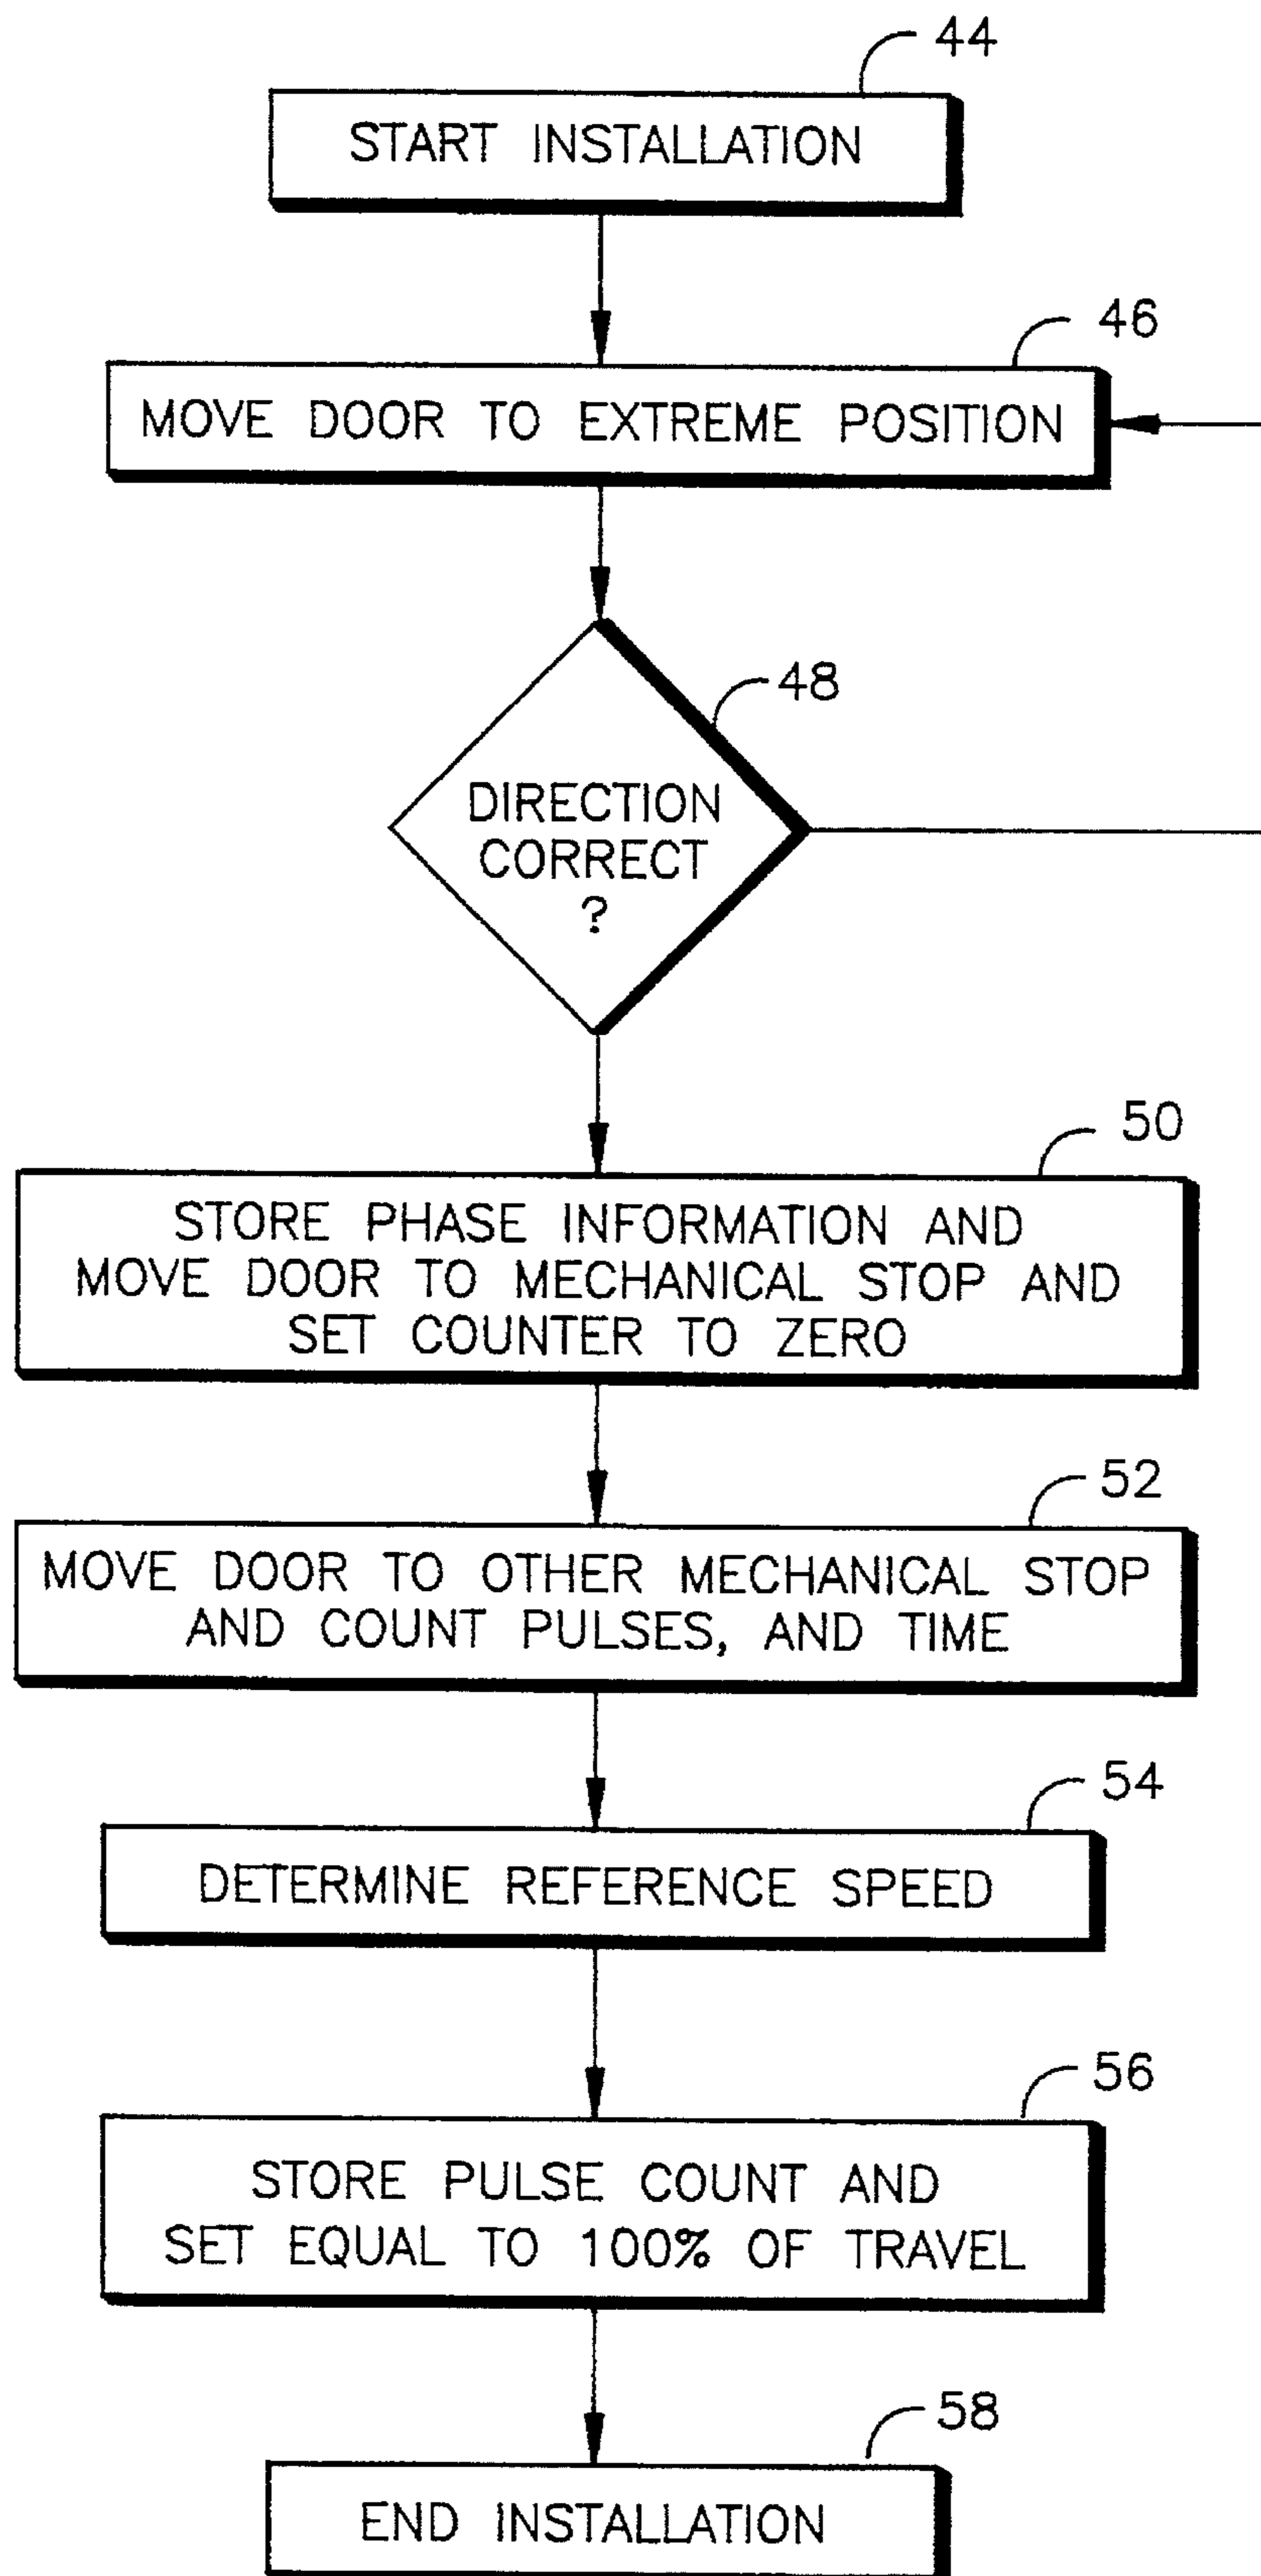 44
START INSTALLATION
46
MOVE DOOR TO EXTREME POSITION
48
DIRECTION
CORRECT
?
50
STORE PHASE INFORMATION AND
MOVE DOOR TO MECHANICAL STOP AND
SET COUNTER TO ZERO
52
MOVE DOOR TO OTHER MECHANICAL STOP
AND COUNT PULSES, AND TIME
54
DETERMINE REFERENCE SPEED
56
STORE PULSE COUNT AND
SET EQUAL TO 100% OF TRAVEL
58
END INSTALLATION